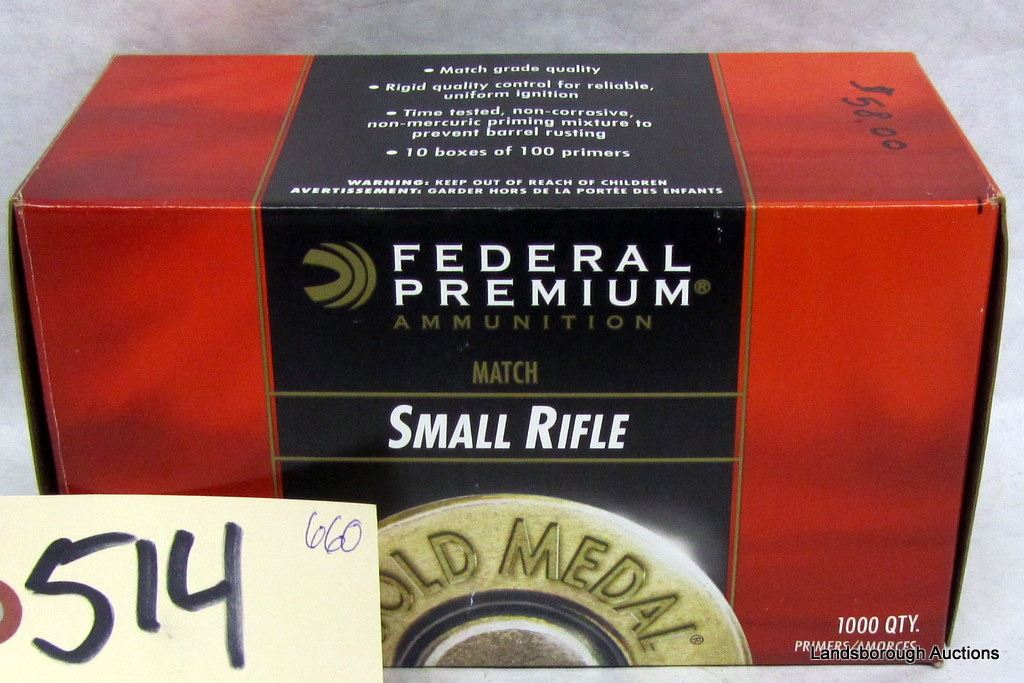 • Match grade quality
• Rigid quality control for reliable,
uniform ignition
• Time tested, non-corrosive,
non-mercuric priming mixture to
prevent barrel rusting
• 10 boxes of 100 primers
WARNING: KEEP OUT OF REACH OF CHILDREN
AVERTISSEMENT: GARDER HORS DE LA PORTÉE DES ENFANTS
$58.00
FEDERAL
PREMIUM®
AMMUNITION
MATCH
SMALL RIFLE
OLD MEDAL®
514
660
1000 QTY.
PRIMERS/AMORCES
Landsborough Auctions